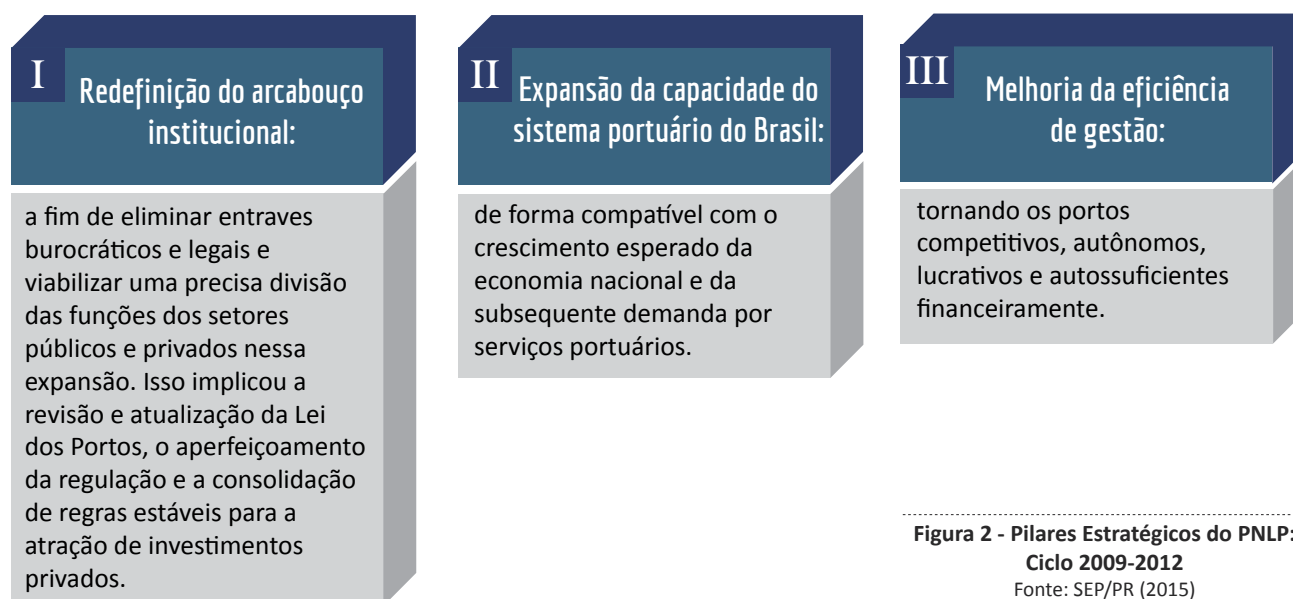 I
Redefinição do arcabouço
institucional:
a fim de eliminar entraves
burocráticos e legais e
viabilizar uma precisa divisão
das funções dos setores
públicos e privados nessa
expansão. Isso implicou a
revisão e atualização da Lei
dos Portos, o aperfeiçoamento
da regulação e a consolidação
de regras estáveis para a
atração de investimentos
privados.
II
Expansão da capacidade do
sistema portuário do Brasil:
de forma compatível com o
crescimento esperado da
economia nacional e da
subsequente demanda por
serviços portuários.
III
Melhoria da eficiência
de gestão:
tornando os portos
competitivos, autônomos,
lucrativos e autossuficientes
financeiramente.
Figura 2 - Pilares Estratégicos do PNLP:
Ciclo 2009-2012
Fonte: SEP/PR (2015)